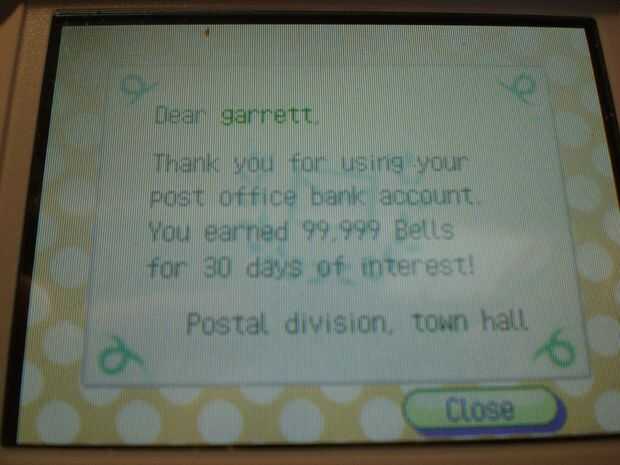 Dear garrett,
Thank you for using your
post office bank account.
You earned 99,999 Bells
for 30 days of interest!
Postal division, town hall
Close